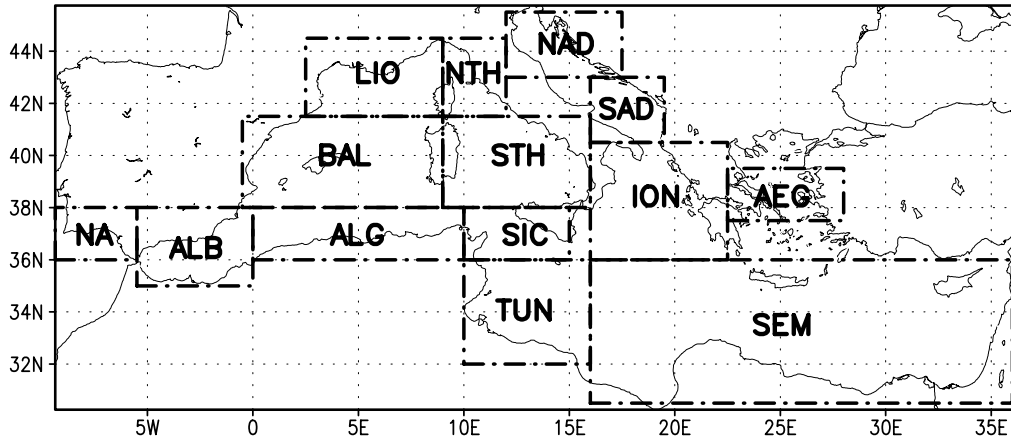 44N
42N
40N
38N
36N
34N
32N
NAD
LIO
NTH
SAD
BAL
STH
ION
AEG
NA
ALB
ALG
SIC
TUN
SEM
5W 0 5E 10E 15E 20E 25E 30E 35E